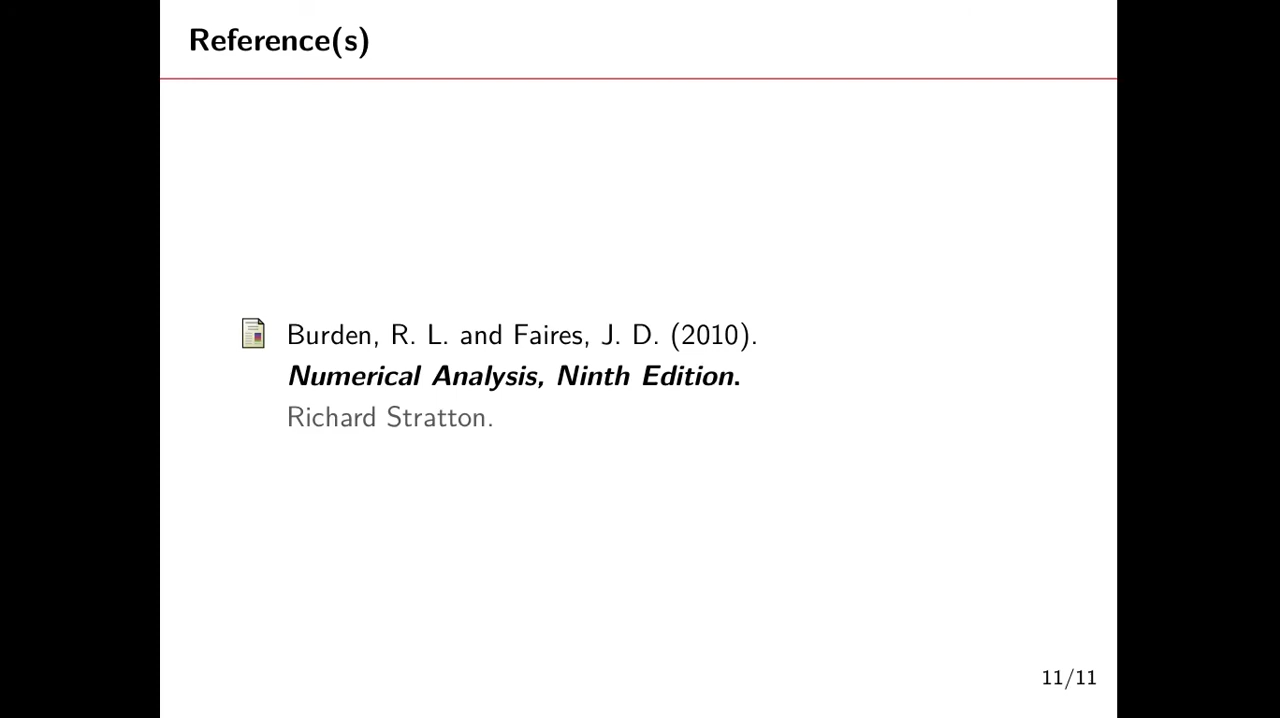 Reference(s)
Burden, R. L. and Faires, J. D. (2010).
Numerical Analysis, Ninth Edition.
Richard Stratton.
11/11